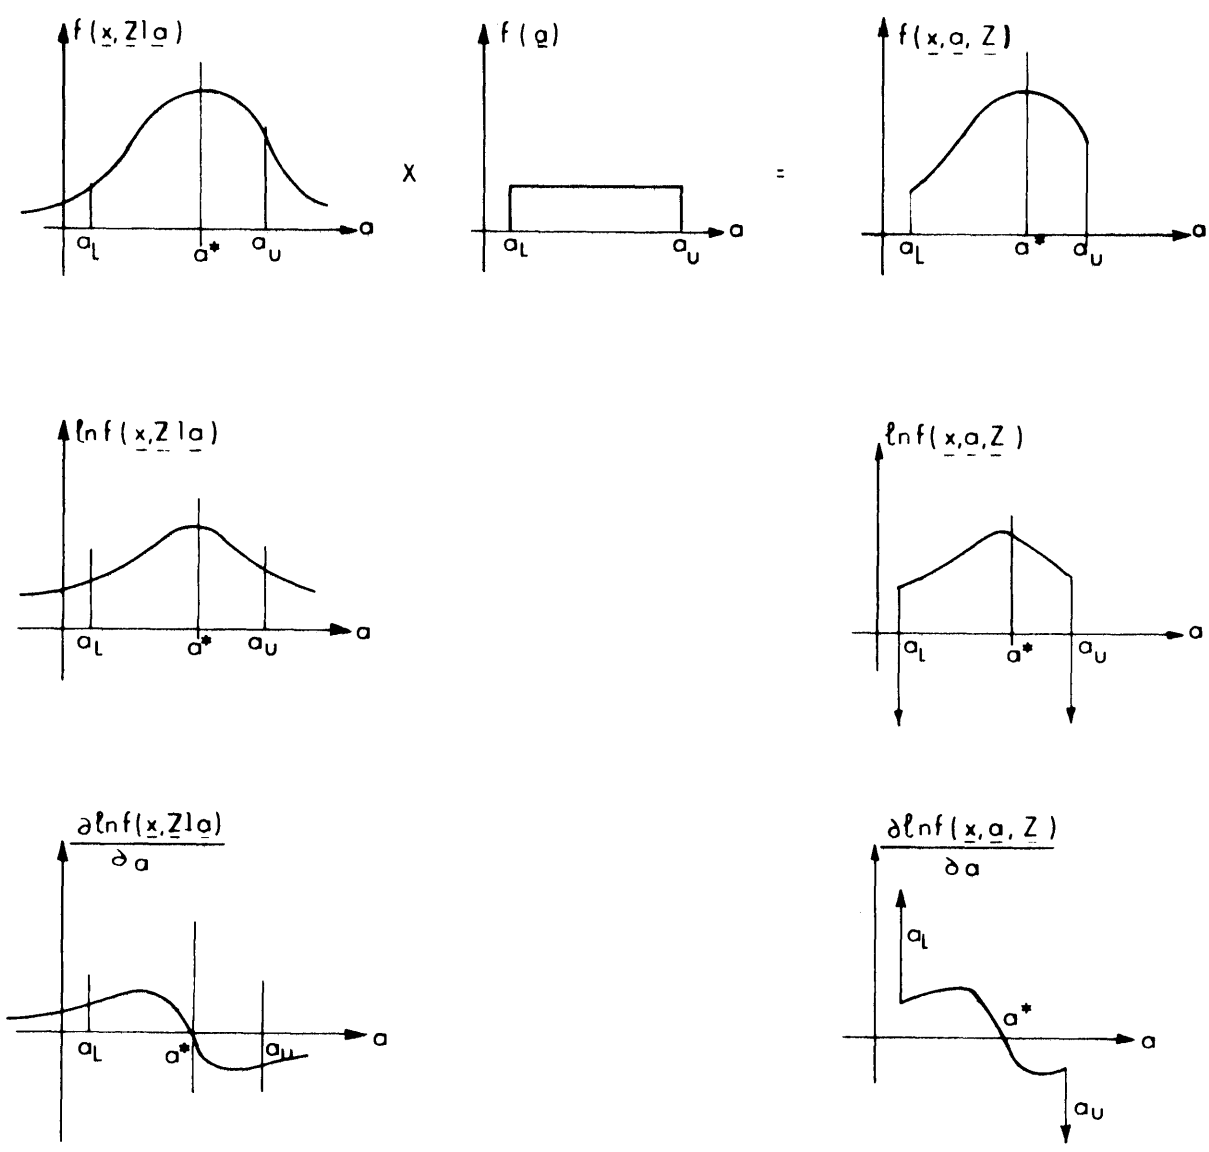 f(x, Z|a)
f(a)
f(x, a, Z)
a_L a* a_U a
X
a_L a_U a
=
a_L a* a_U a
ln f(x, Z|a)
ln f(x, a, Z)
a_L a* a_U a
a_L a* a_U a
∂ln f(x, Z|a)
∂a
∂ln f(x, a, Z)
∂a
a_L a* a_U a
a_L
a*
a
a_U